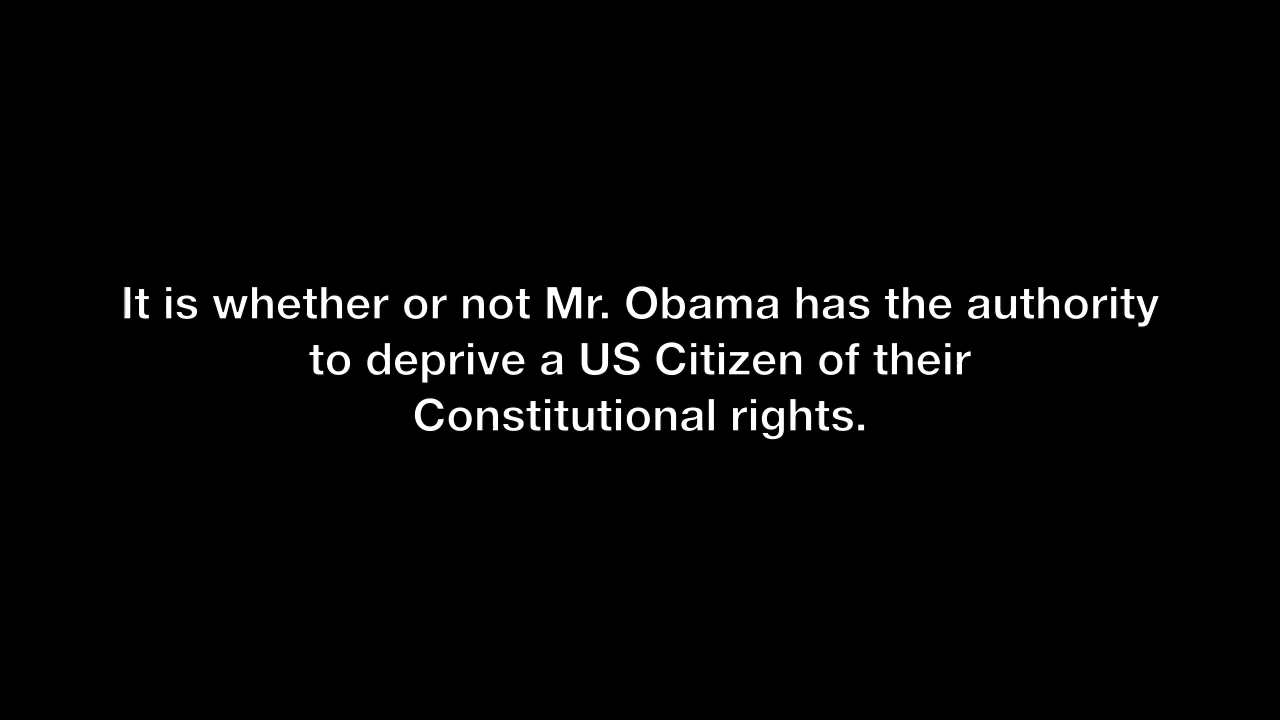 It is whether or not Mr. Obama has the authority
to deprive a US Citizen of their
Constitutional rights.